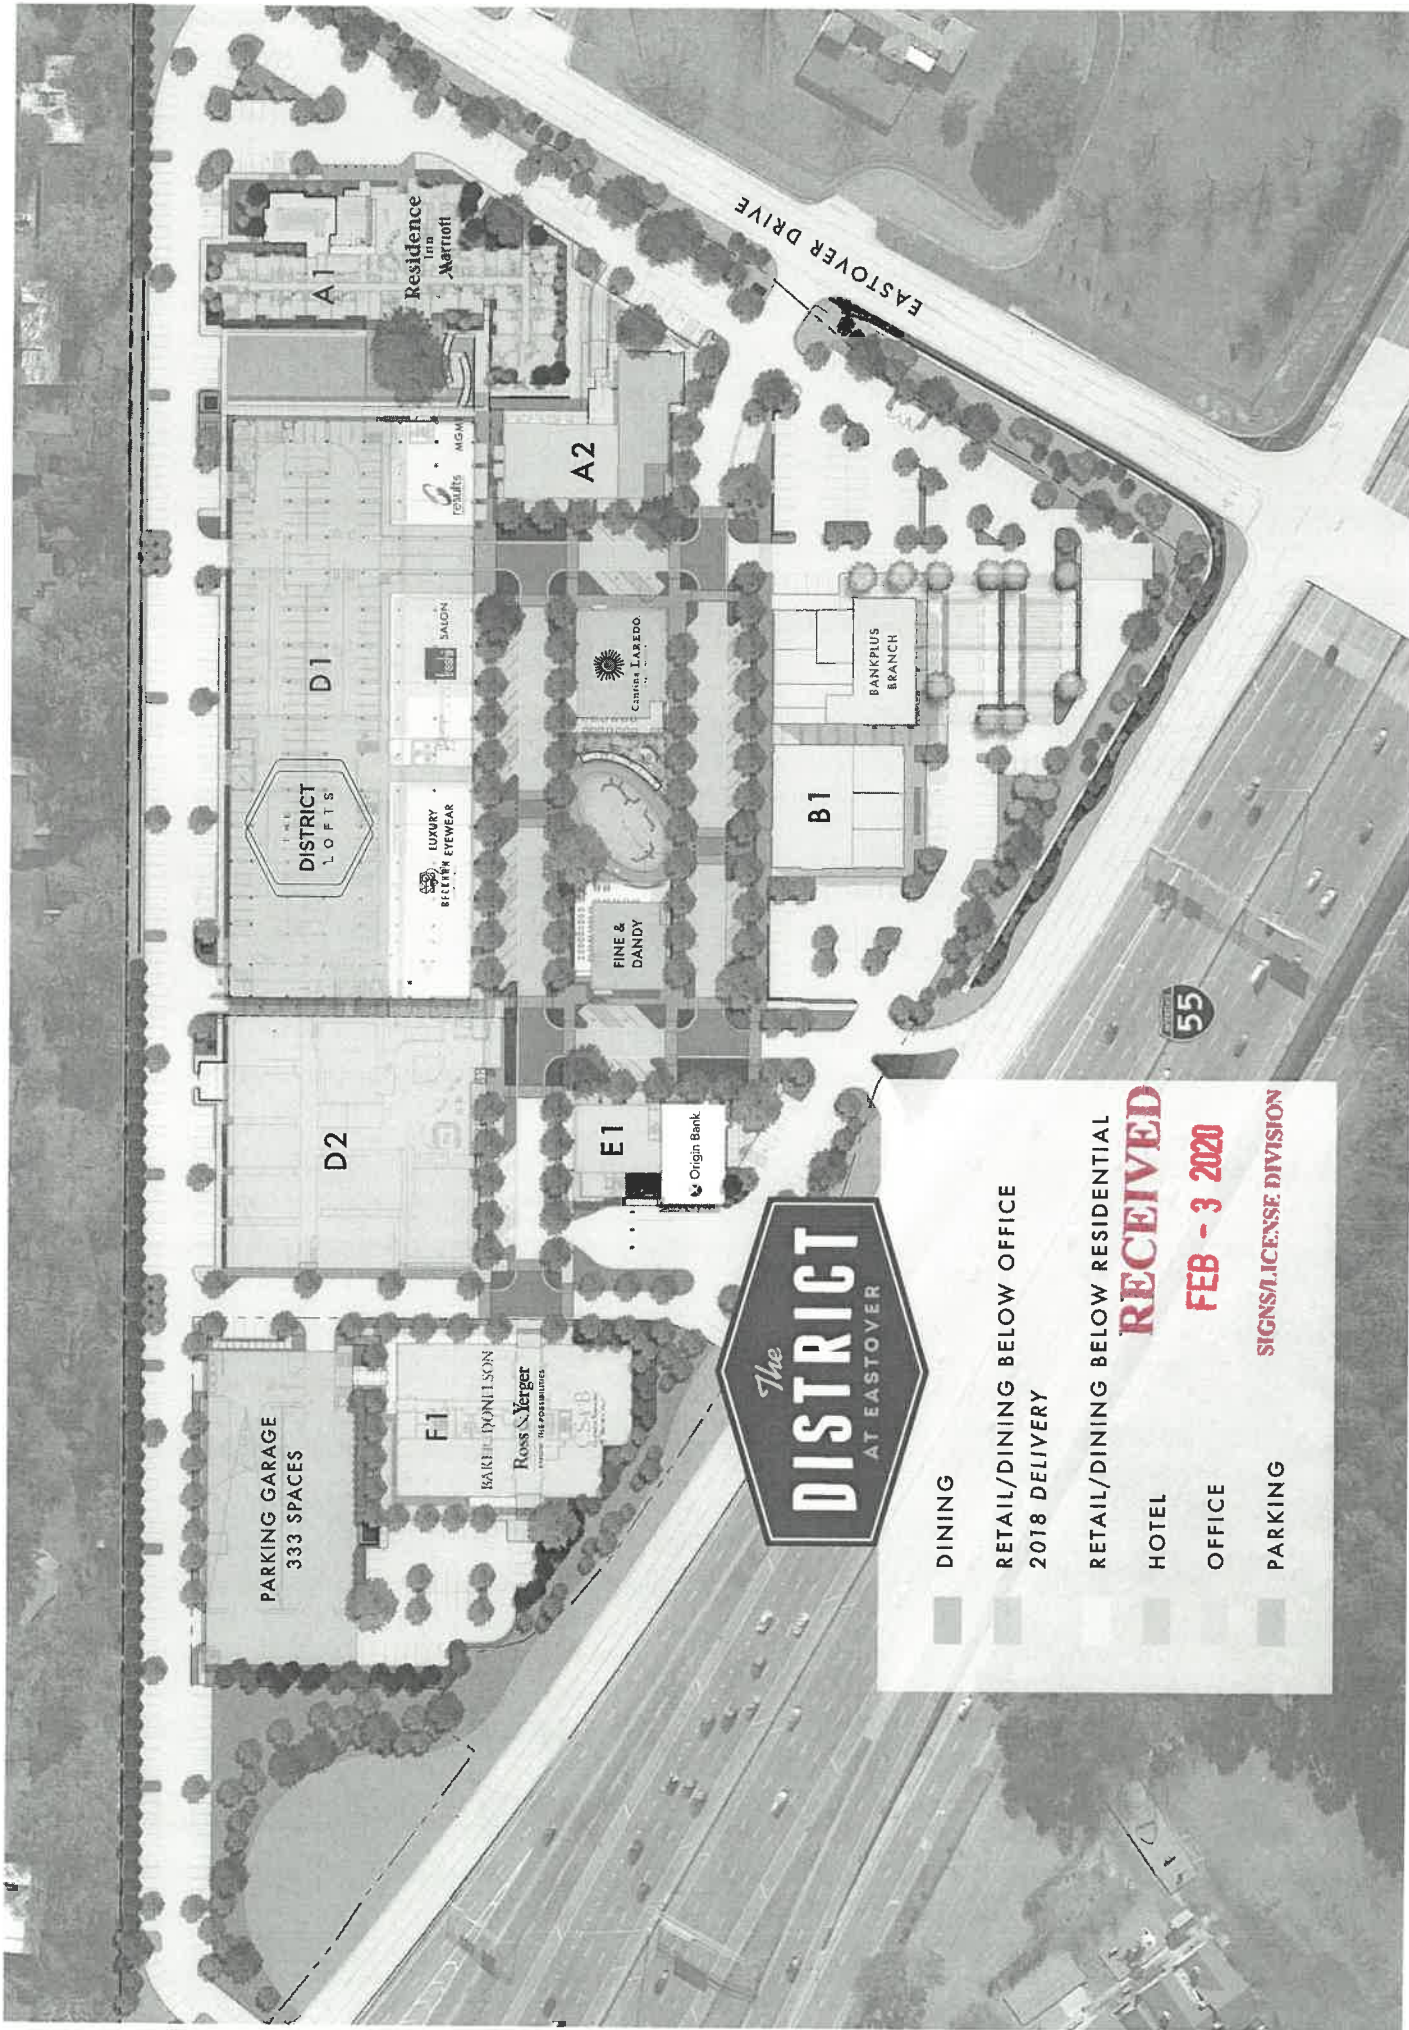 PARKING GARAGE
333 SPACES
F1
Ross & Yerger
D2
E1
Origin Bank
THE
DISTRICT
LOFTS
D1
LUXURY
EYEWEAR
SALON
results
MGMT
FINE &
DANDY
Cantina LAREDO
A1
Residence
Inn
Marriott
A2
B1
BANKPLUS
BRANCH
EASTOVER DRIVE
55
The
DISTRICT
AT EASTOVER
DINING
RETAIL/DINING BELOW OFFICE
2018 DELIVERY
RETAIL/DINING BELOW RESIDENTIAL
HOTEL
OFFICE
PARKING
RECEIVED
FEB - 3 2020
SIGNS/LICENSE DIVISION